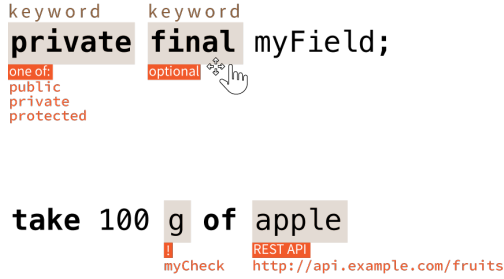 keyword keyword
private final myField;
one of: optional
public
private
protected
take 100 g of apple
! REST API
myCheck http://api.example.com/fruits